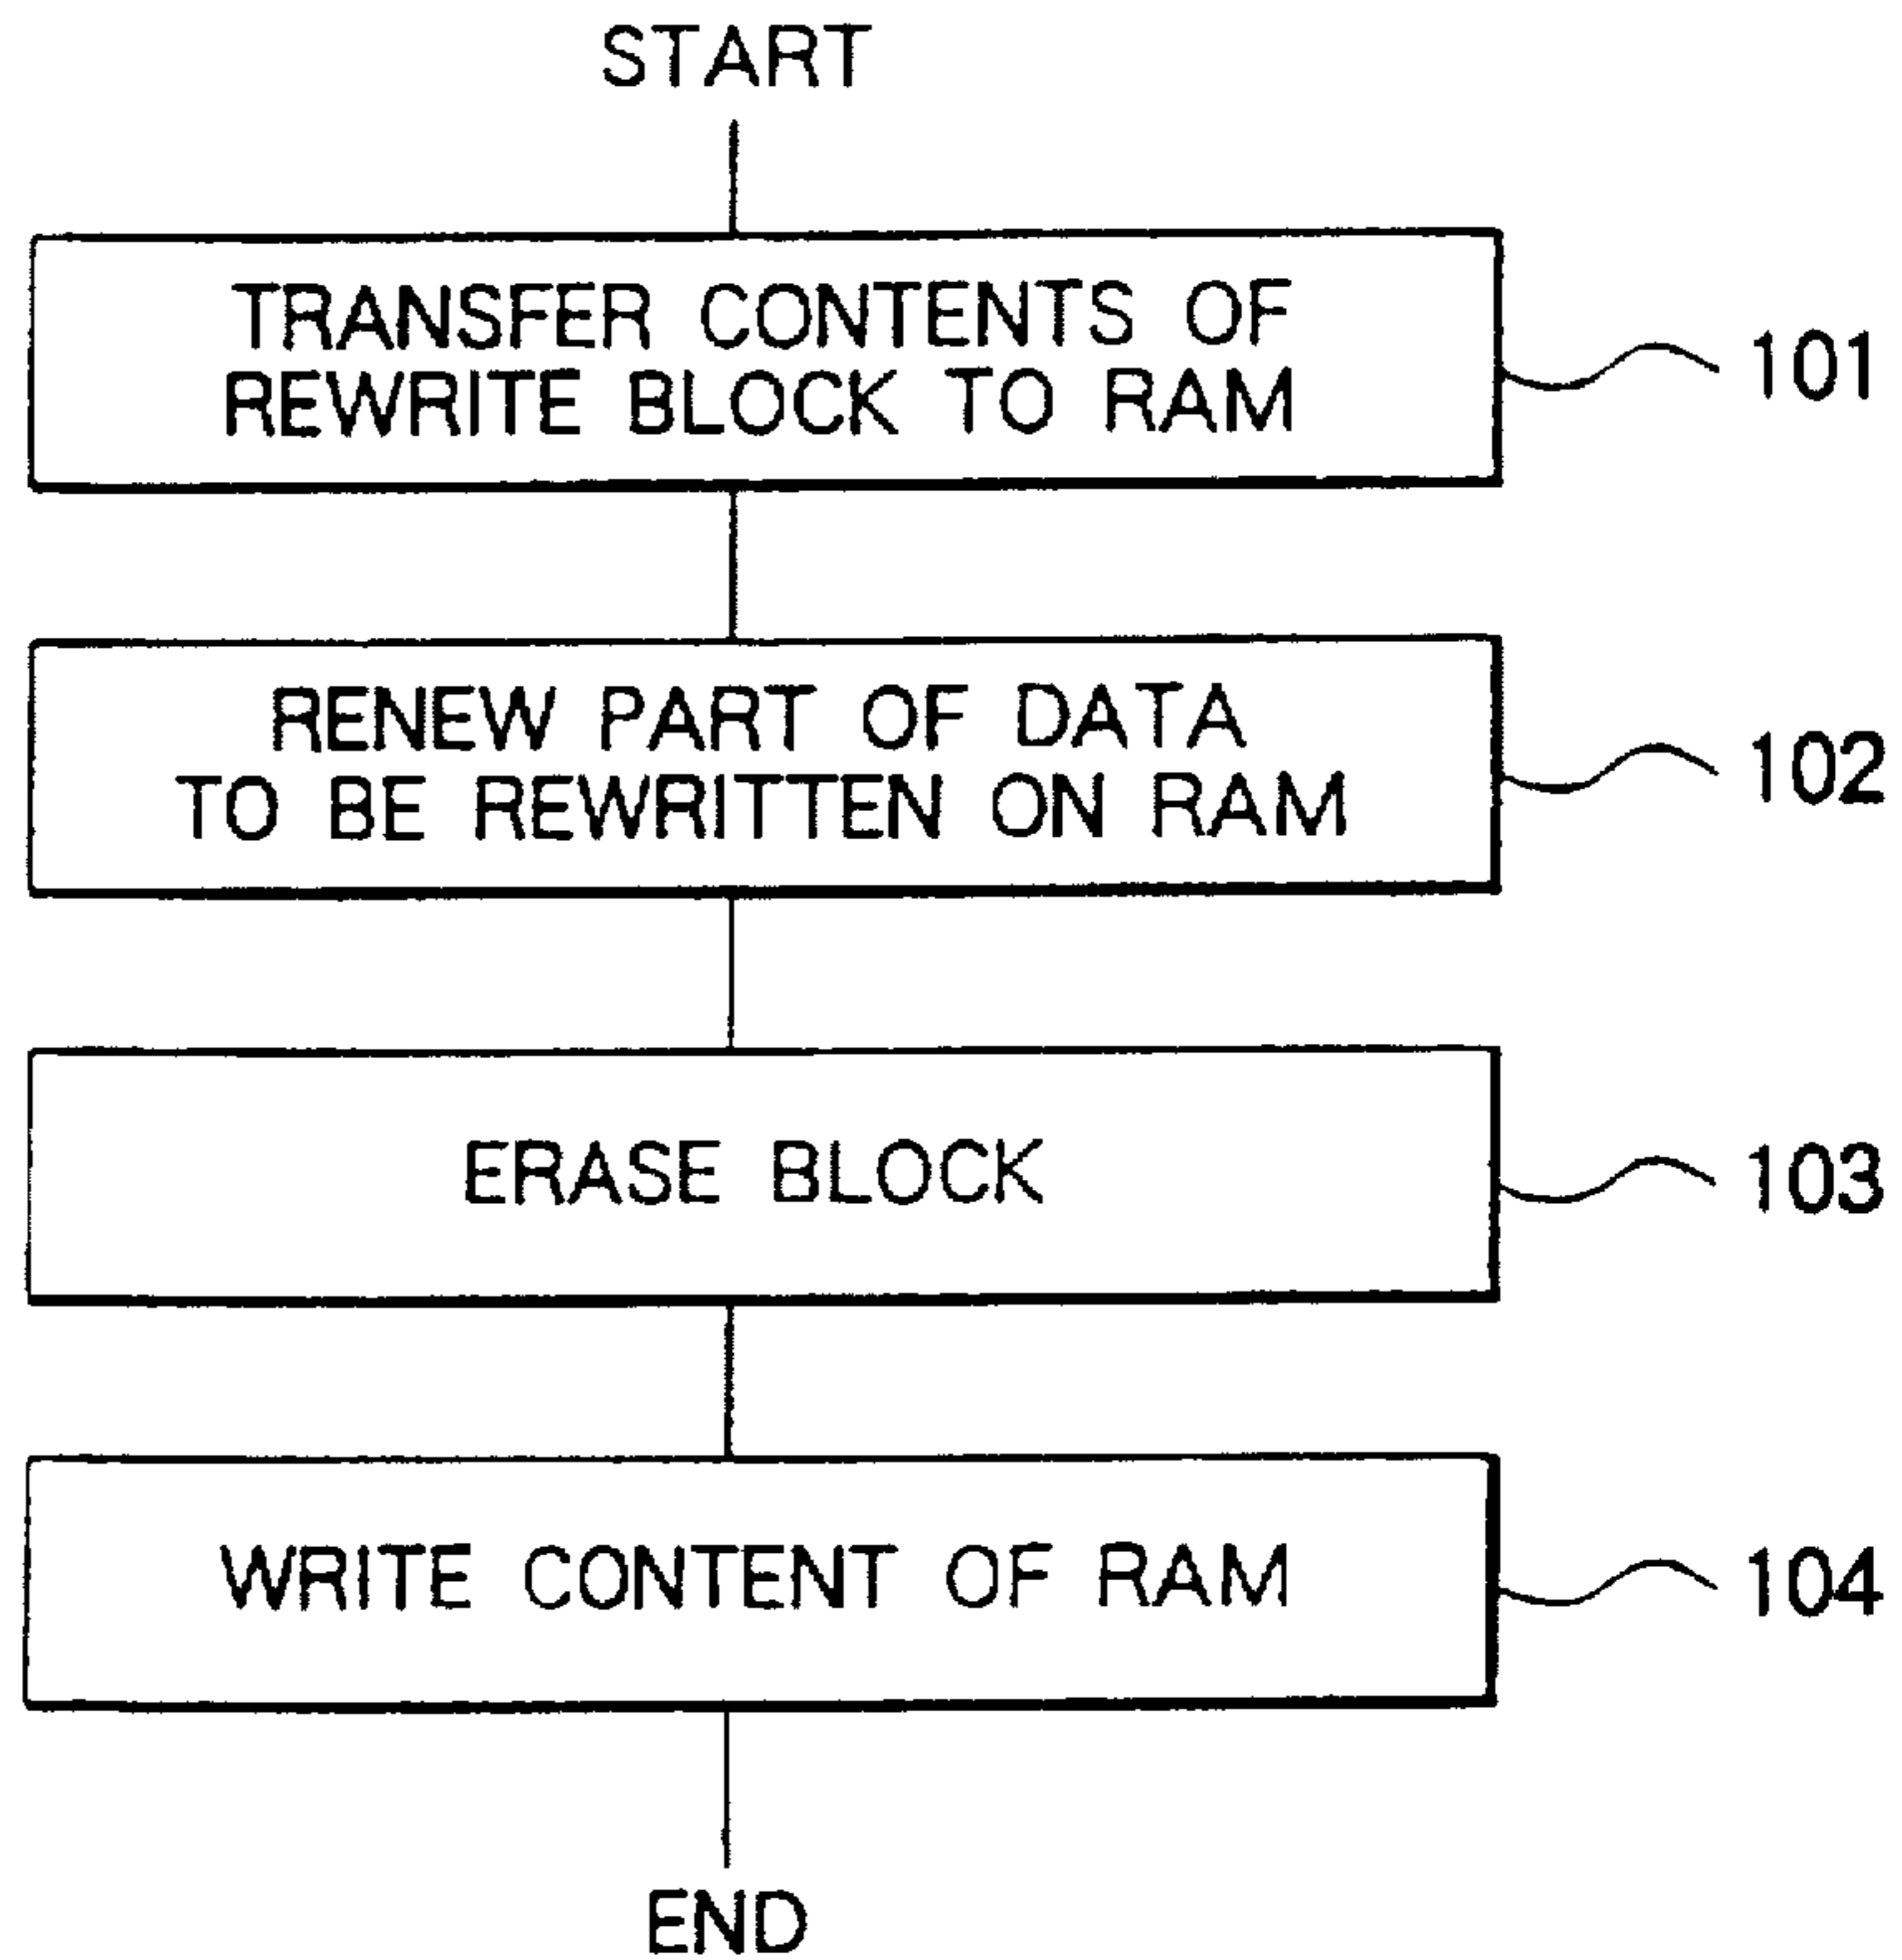 START
TRANSFER CONTENTS OF
REWRITE BLOCK TO RAM
101
RENEW PART OF DATA
TO BE REWRITTEN ON RAM
102
ERASE BLOCK
103
WRITE CONTENT OF RAM
104
END